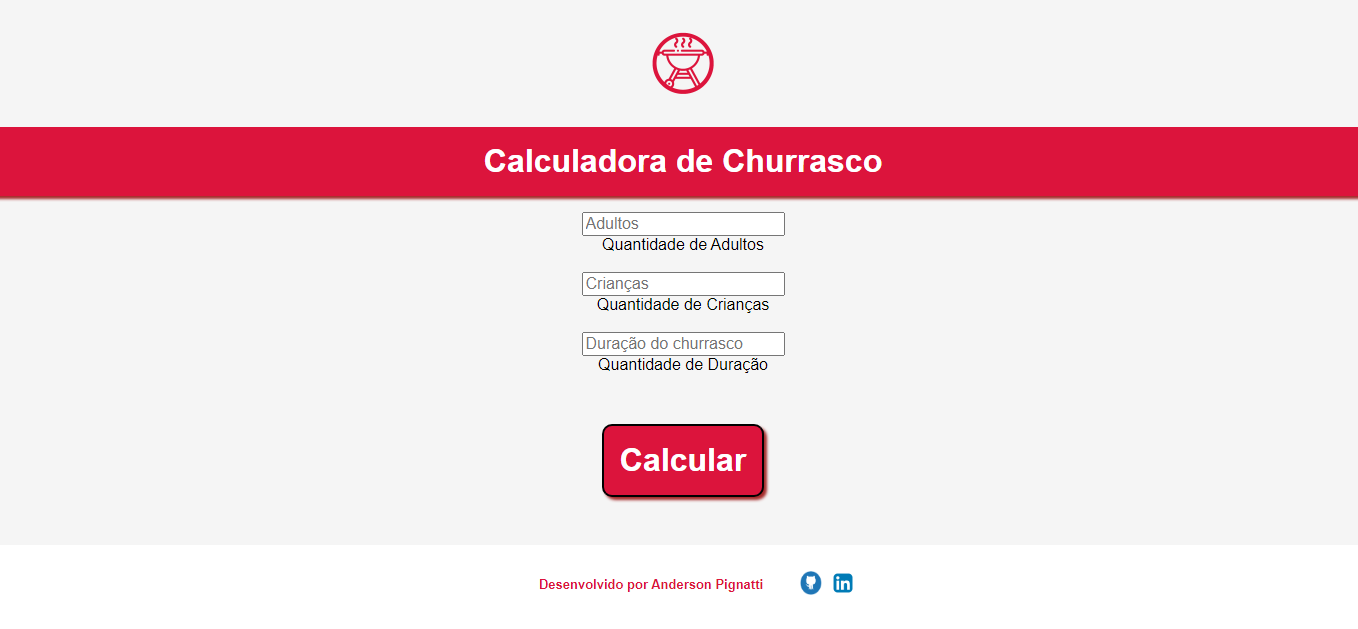 Calculadora de Churrasco
Adultos
Quantidade de Adultos
Crianças
Quantidade de Crianças
Duração do churrasco
Quantidade de Duração
Calcular
Desenvolvido por Anderson Pignatti
in